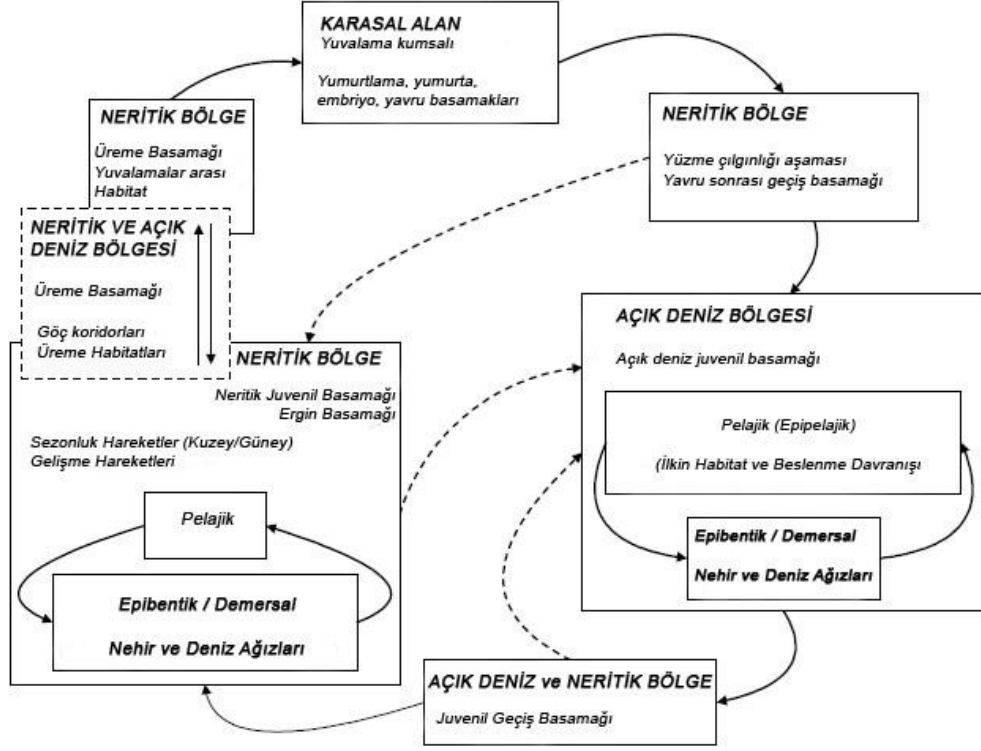 KARASAL ALAN
Yuvalama kumsalı
Yumurtlama, yumurta,
embriyo, yavru basamakları
NERİTİK BÖLGE
Üreme Basamağı
Yuvalamalar arası
Habitat
NERİTİK BÖLGE
Yüzme çılgınlığı aşaması
Yavru sonrası geçiş basamağı
NERİTİK VE AÇIK
DENİZ BÖLGESİ
Üreme Basamağı
Göç koridorları
Üreme Habitatları
AÇIK DENİZ BÖLGESİ
Açık deniz juvenil basamağı
Pelajik (Epipelajik)
(İlkin Habitat ve Beslenme Davranışı
Epibentik / Demersal
Nehir ve Deniz Ağızları
NERİTİK BÖLGE
Neritik Juvenil Basamağı
Ergin Basamağı
Sezonluk Hareketler (Kuzey/Güney)
Gelişme Hareketleri
Pelajik
Epibentik / Demersal
Nehir ve Deniz Ağızları
AÇIK DENİZ ve NERİTİK BÖLGE
Juvenil Geçiş Basamağı